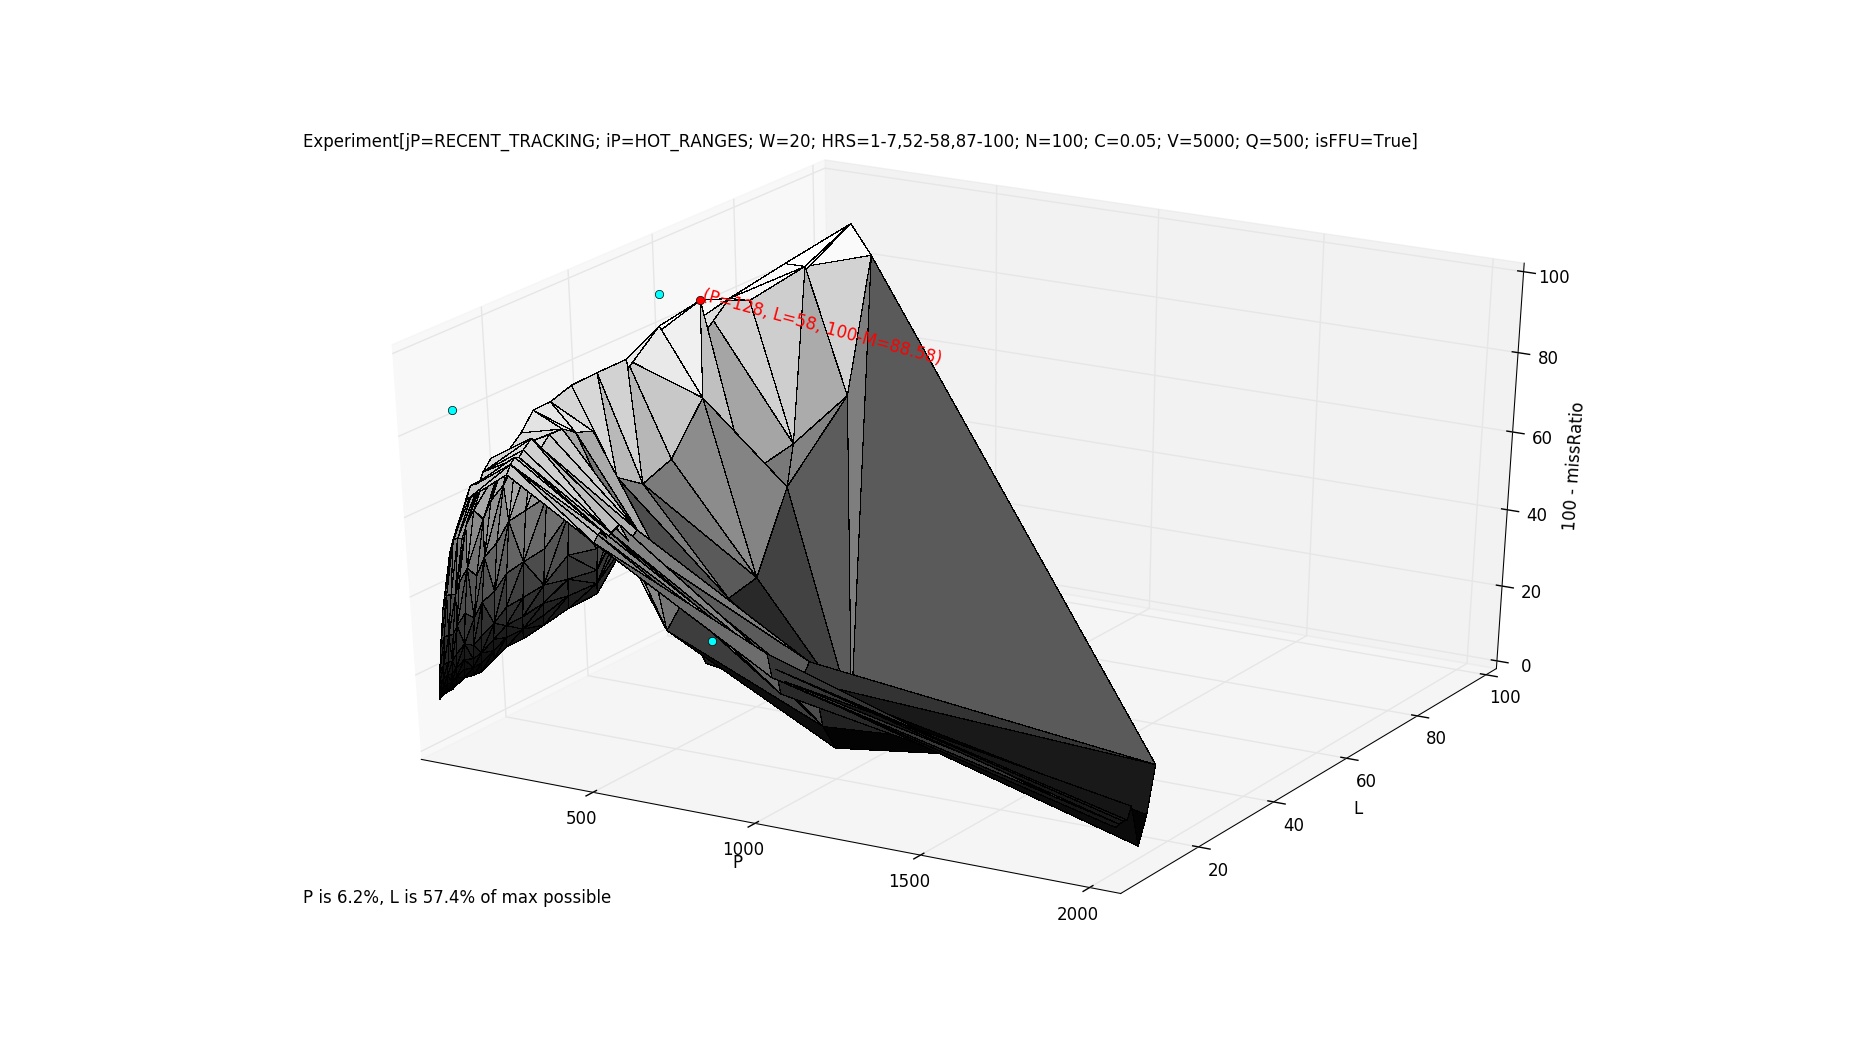 Experiment[jP=RECENT_TRACKING; iP=HOT_RANGES; W=20; HRS=1-7,52-58,87-100; N=100; C=0.05; V=5000; Q=500; isFFU=True]
(P=128, L=58, 100-M=88.58)
100
80
60
40
20
0
100 - missRatio
100
80
60
40
20
L
500
1000
1500
2000
P
P is 6.2%, L is 57.4% of max possible